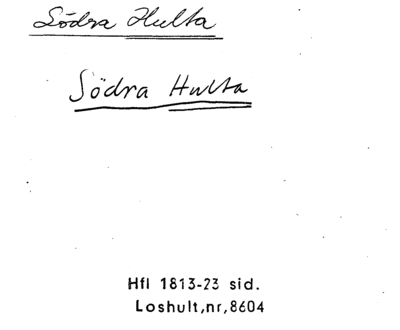 Södra Hulta
Södra Hulta
Hfl 1813-23 sid.
Loshult,nr,8604